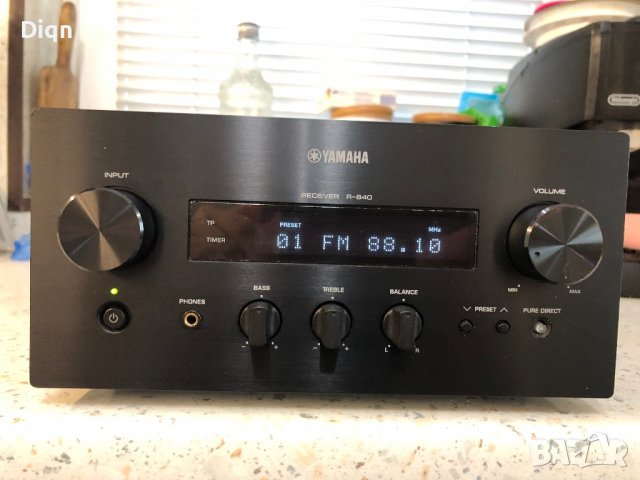 Diqn
YAMAHA
INPUT
RECEIVER R-840
VOLUME
TP PRESET MHz
TIMER 01 FM 88.10
BASS TREBLE BALANCE
PHONES
MIN MAX
PRESET
PURE DIRECT
- + - + L R
BAZAR